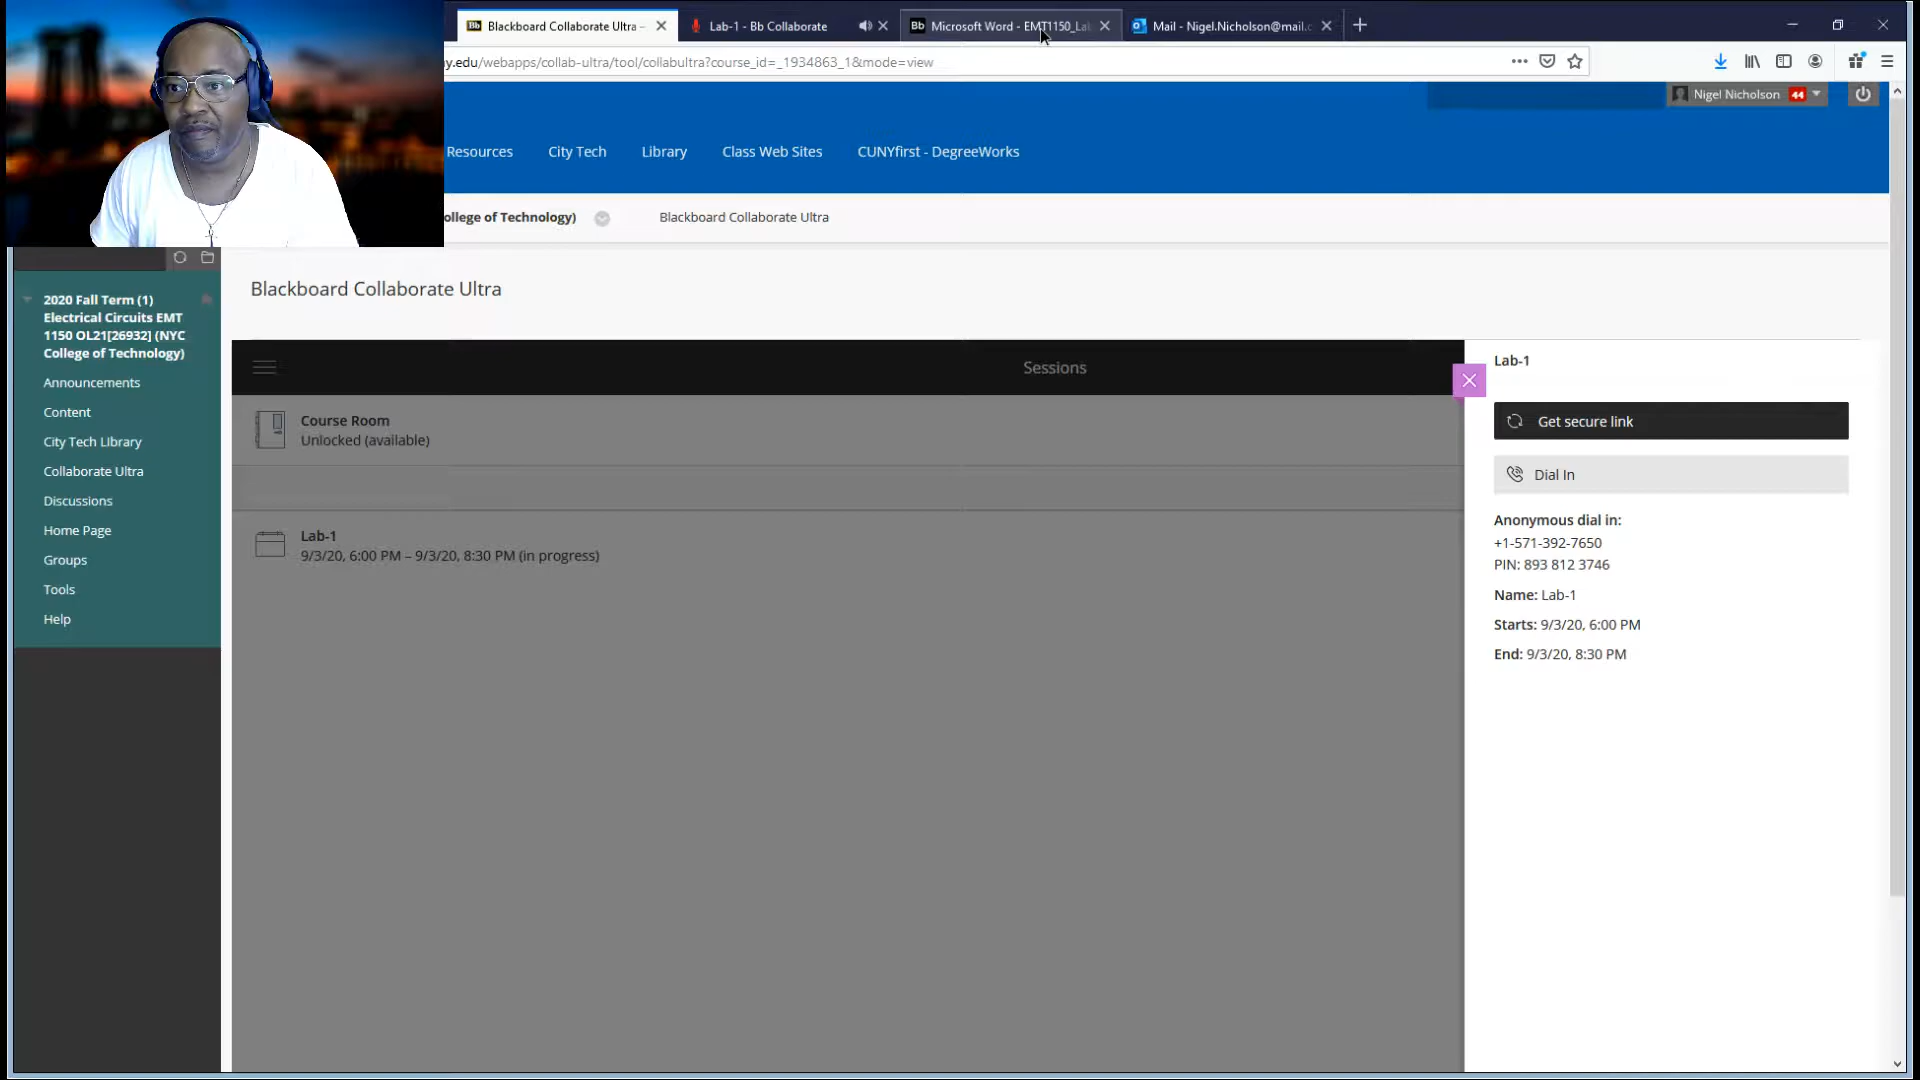 Blackboard Collaborate Ultra –
Lab-1 - Bb Collaborate
Microsoft Word - EMT1150_La
Mail - Nigel.Nicholson@mail.c
y.edu/webapps/collab-ultra/tool/collabultra?course_id=_1934863_1&mode=view
Nigel Nicholson 44
Resources
City Tech
Library
Class Web Sites
CUNYfirst - DegreeWorks
ollege of Technology)
Blackboard Collaborate Ultra
2020 Fall Term (1)
Electrical Circuits EMT
1150 OL21[26932] (NYC
College of Technology)
Announcements
Content
City Tech Library
Collaborate Ultra
Discussions
Home Page
Groups
Tools
Help
Blackboard Collaborate Ultra
Sessions
Course Room
Unlocked (available)
Lab-1
9/3/20, 6:00 PM – 9/3/20, 8:30 PM (in progress)
Lab-1
Get secure link
Dial In
Anonymous dial in:
+1-571-392-7650
PIN: 893 812 3746
Name: Lab-1
Starts: 9/3/20, 6:00 PM
End: 9/3/20, 8:30 PM